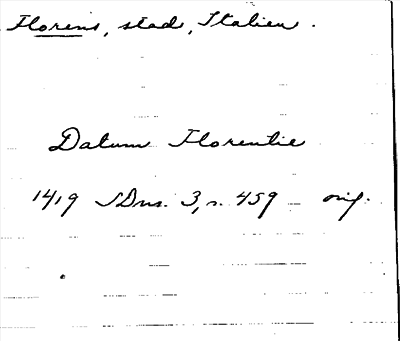 Florens, stad, Italien.
Datum Florentie
1419 SDns. 3, s. 459 orig.